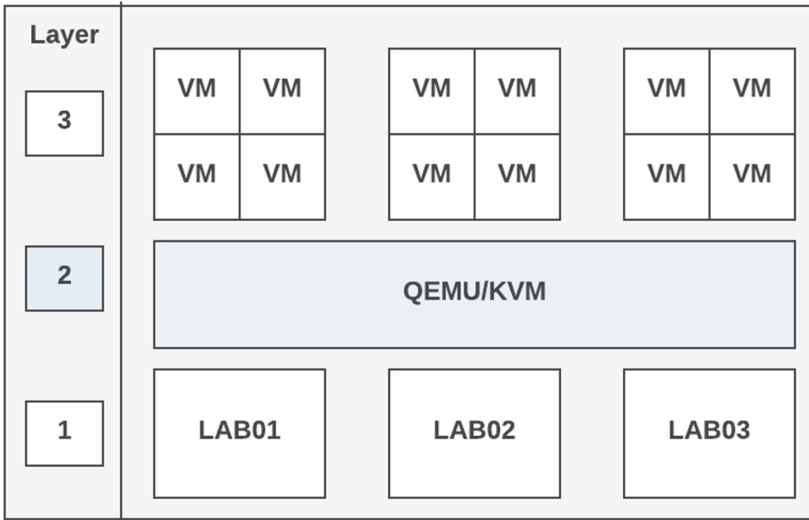 Layer
3
VM VM VM VM VM VM
VM VM VM VM VM VM
2
QEMU/KVM
1
LAB01 LAB02 LAB03